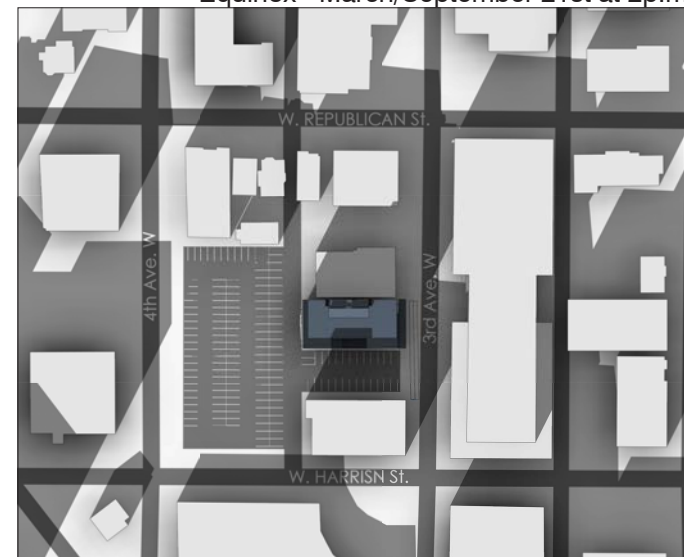 Equinox - March/September 21st at 2pm
W. REPUBLICAN St.
4th Ave. W
3rd Ave. W
W. HARRISN St.